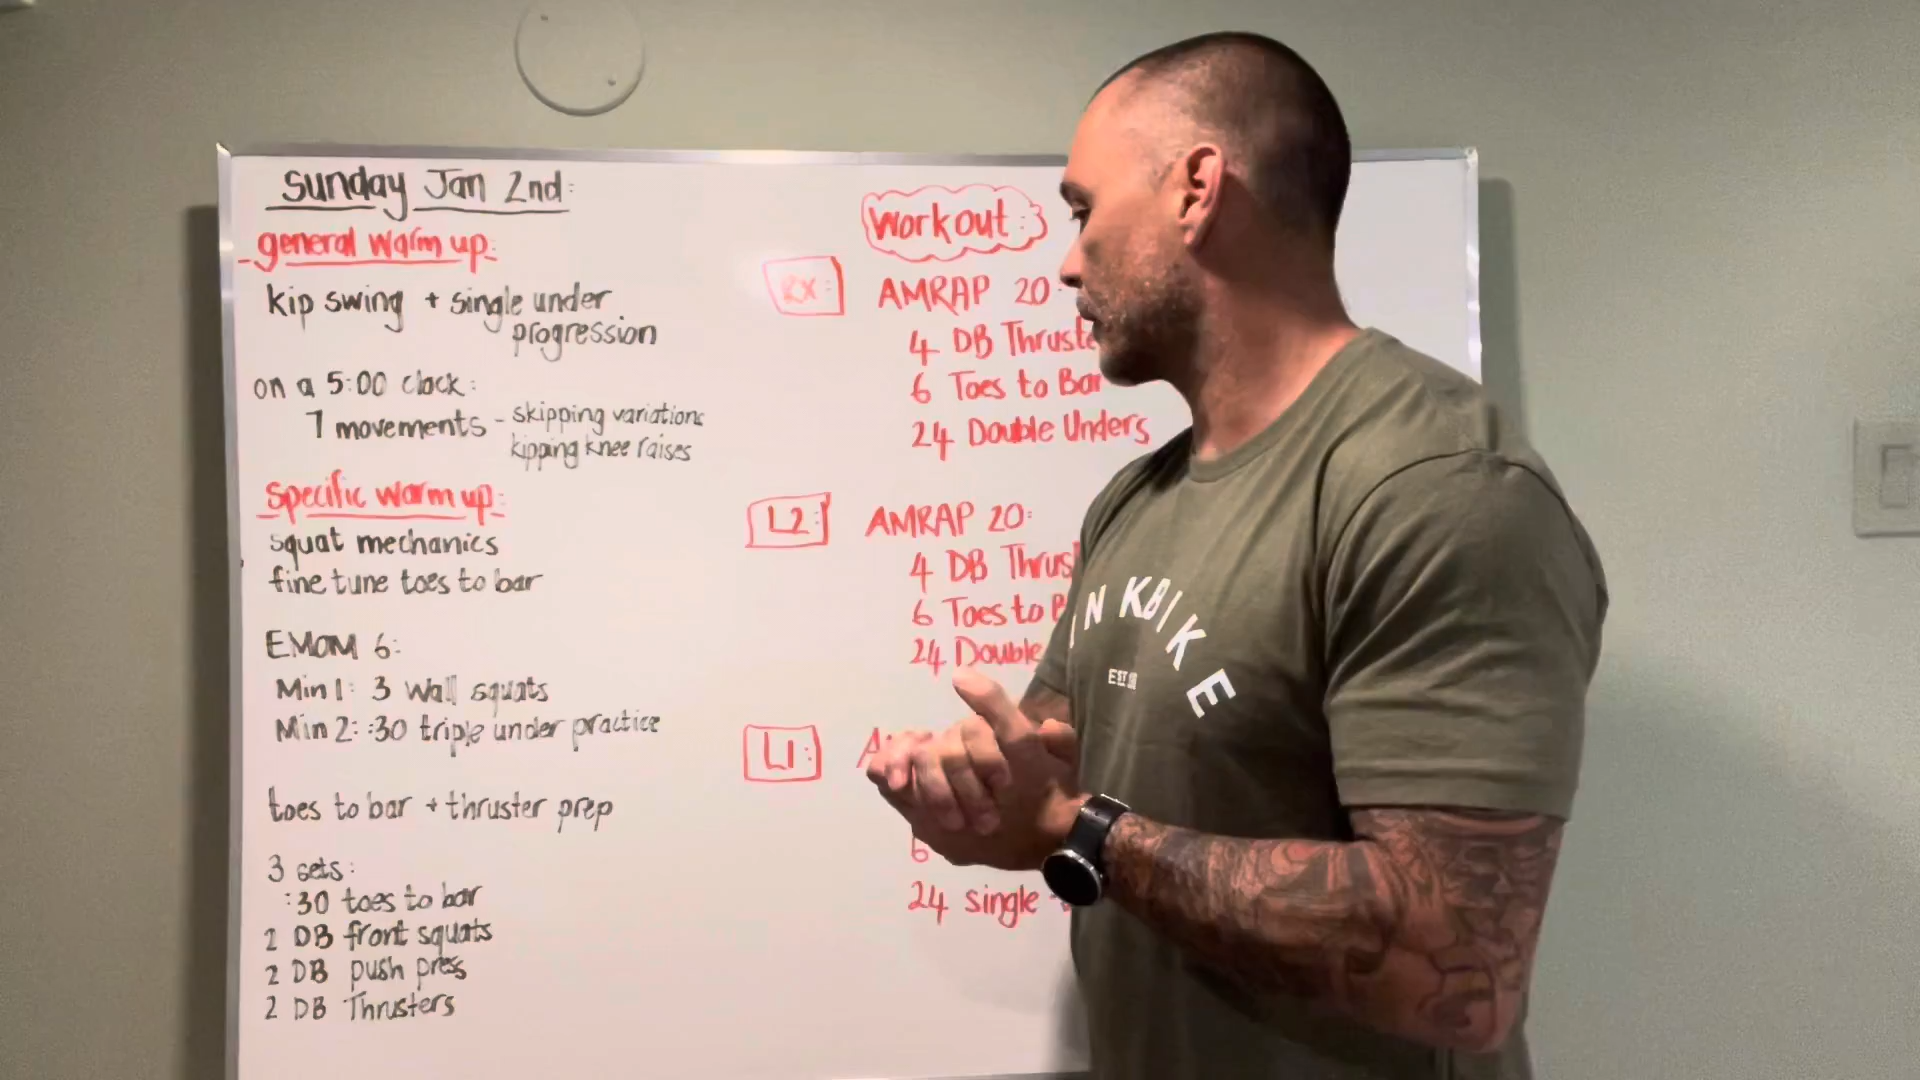 Sunday Jan 2nd:
general warm up:
kip swing + single under
progression
on a 5:00 clock:
7 movements - skipping variations
kipping knee raises
specific warm up:
squat mechanics
fine tune toes to bar
EMOM 6:
Min 1: 3 wall squats
Min 2: :30 triple under practice
toes to bar + thruster prep
3 sets:
:30 toes to bar
2 DB front squats
2 DB push press
2 DB Thrusters
Workout:
RX:
AMRAP 20:
4 DB
6 Toes to Bar
24 Double Unders
L2:
AMRAP 20:
4 DB
6 Toes to
24 Double
L1:
6
24 single
EST